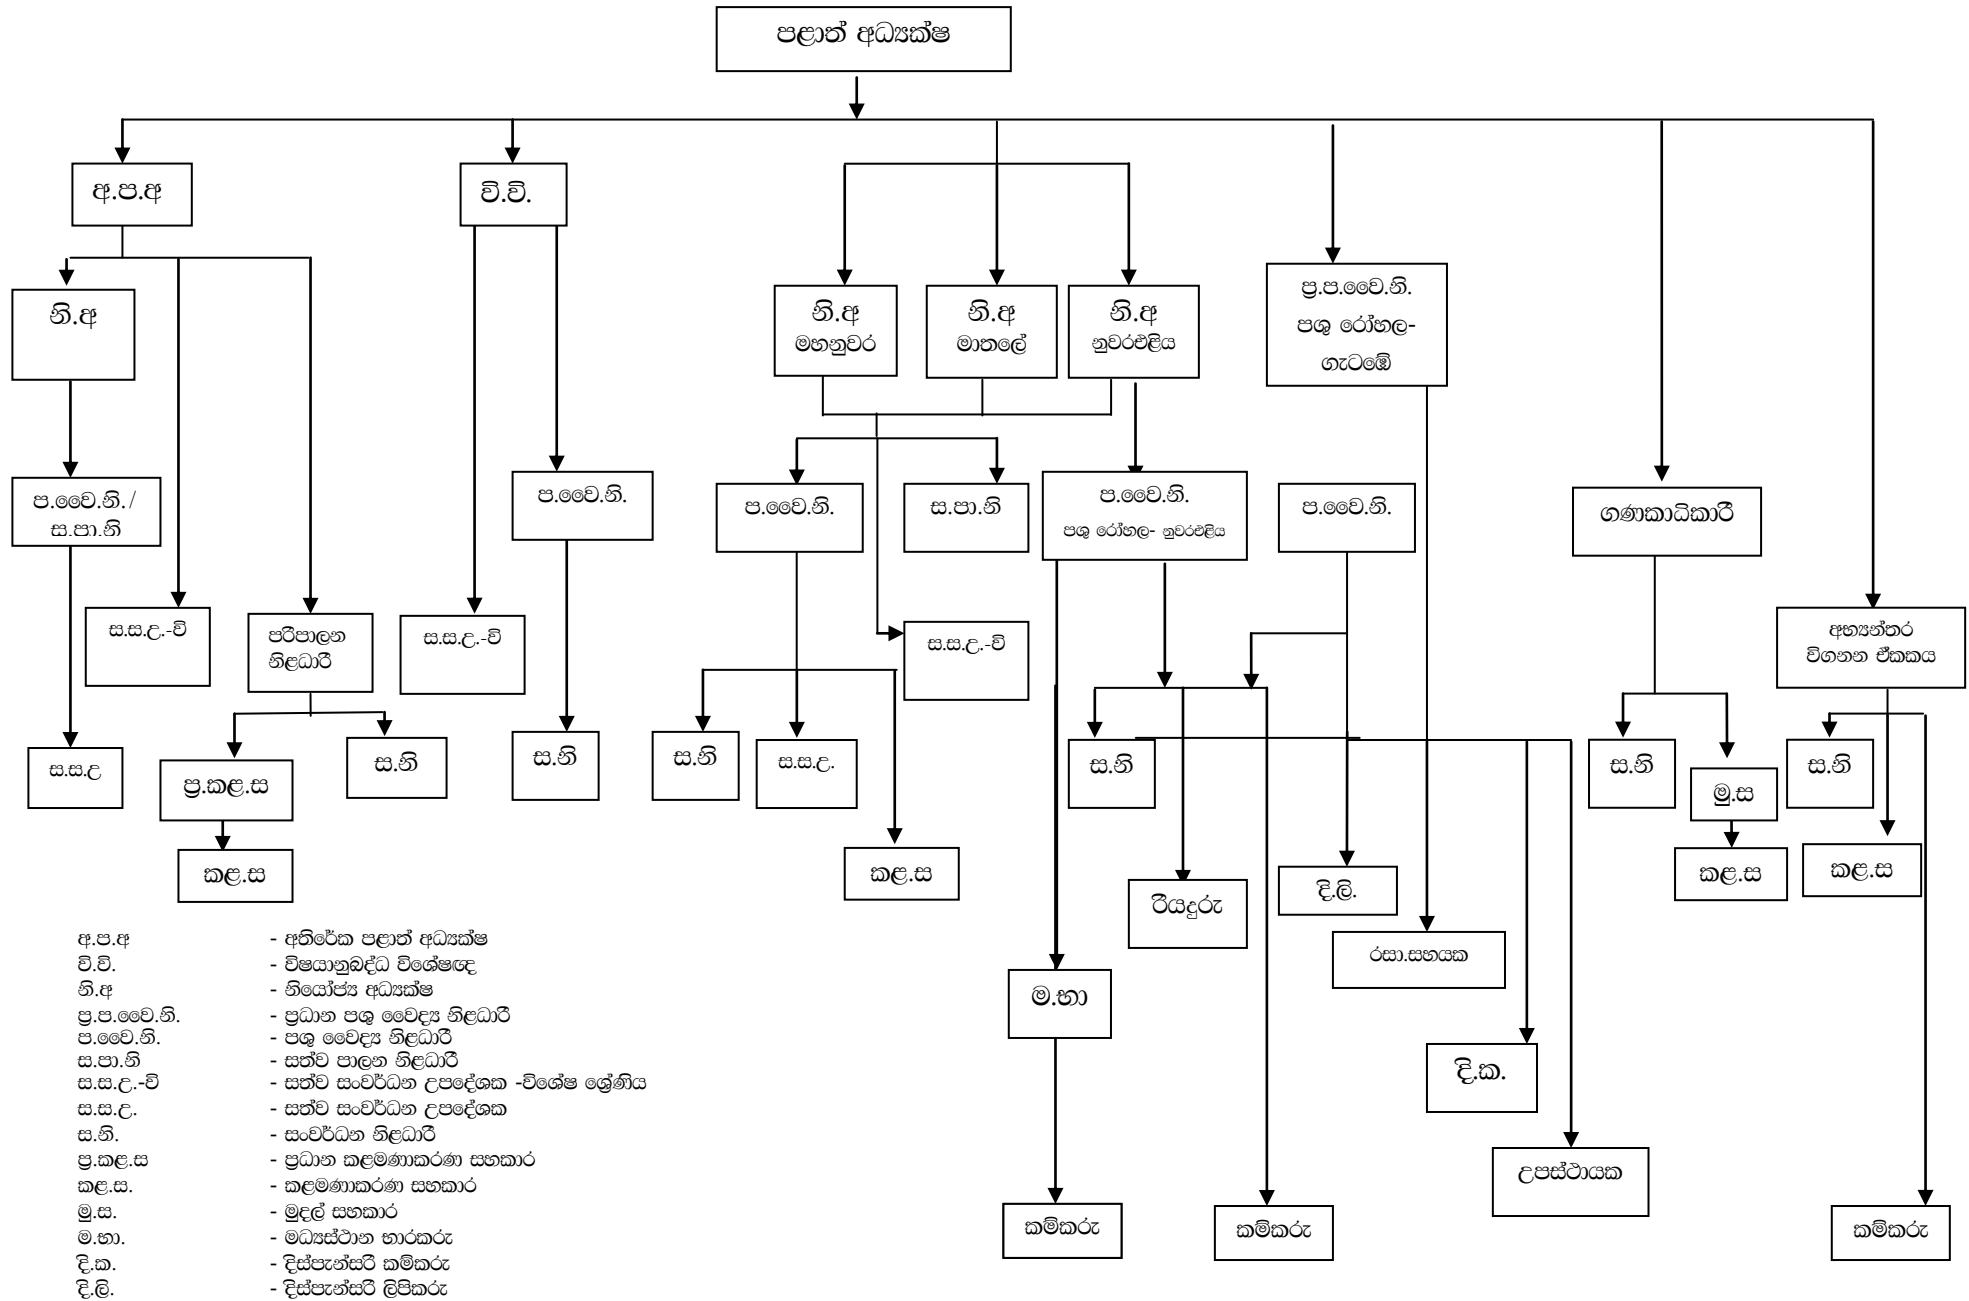 පළාත් අධ්‍යක්ෂ
අ.ප.අ
වි.වි.
නි.අ
නි.අ
මහනුවර
නි.අ
මාතලේ
නි.අ
නුවරඑළිය
ප්‍ර.ප.වෛ.නි.
පශු රෝහල-
ගැටඹේ
ප.වෛ.නි./
ස.පා.නි
ප.වෛ.නි.
ප.වෛ.නි.
ස.පා.නි
ප.වෛ.නි.
පශු රෝහල- නුවරඑළිය
ප.වෛ.නි.
ගණකාධිකාරී
ස.ස.උ.-වි
පරිපාලන
නිළධාරී
ස.ස.උ.-වි
ස.ස.උ.-වි
අභ්‍යන්තර
විගනන ඒකකය
ස.ස.උ
ප්‍ර.කළ.ස
ස.නි
ස.නි
ස.නි
ස.ස.උ.
ස.නි
ස.නි
මු.ස
ස.නි
කළ.ස
කළ.ස
රියදුරු
දි.ලි.
කළ.ස
කළ.ස
රසා.සහයක
ම.භා
දි.ක.
උපස්ථායක
කම්කරු
කම්කරු
කම්කරු
අ.ප.අ - අතිරේක පළාත් අධ්‍යක්ෂ
වි.වි. - විෂයානුබද්ධ විශේෂඥ
නි.අ - නියෝජ්‍ය අධ්‍යක්ෂ
ප්‍ර.ප.වෛ.නි. - ප්‍රධාන පශු වෛද්‍ය නිළධාරී
ප.වෛ.නි. - පශු වෛද්‍ය නිළධාරී
ස.පා.නි - සත්ව පාලන නිළධාරී
ස.ස.උ.-වි - සත්ව සංවර්ධන උපදේශක -විශේෂ ශ්‍රේණිය
ස.ස.උ. - සත්ව සංවර්ධන උපදේශක
ස.නි. - සංවර්ධන නිළධාරී
ප්‍ර.කළ.ස - ප්‍රධාන කළමණාකරණ සහකාර
කළ.ස. - කළමණාකරණ සහකාර
මු.ස. - මුදල් සහකාර
ම.භා. - මධ්‍යස්ථාන භාරකරු
දි.ක. - දිස්පැන්සරි කම්කරු
දි.ලි. - දිස්පැන්සරි ලිපිකරු